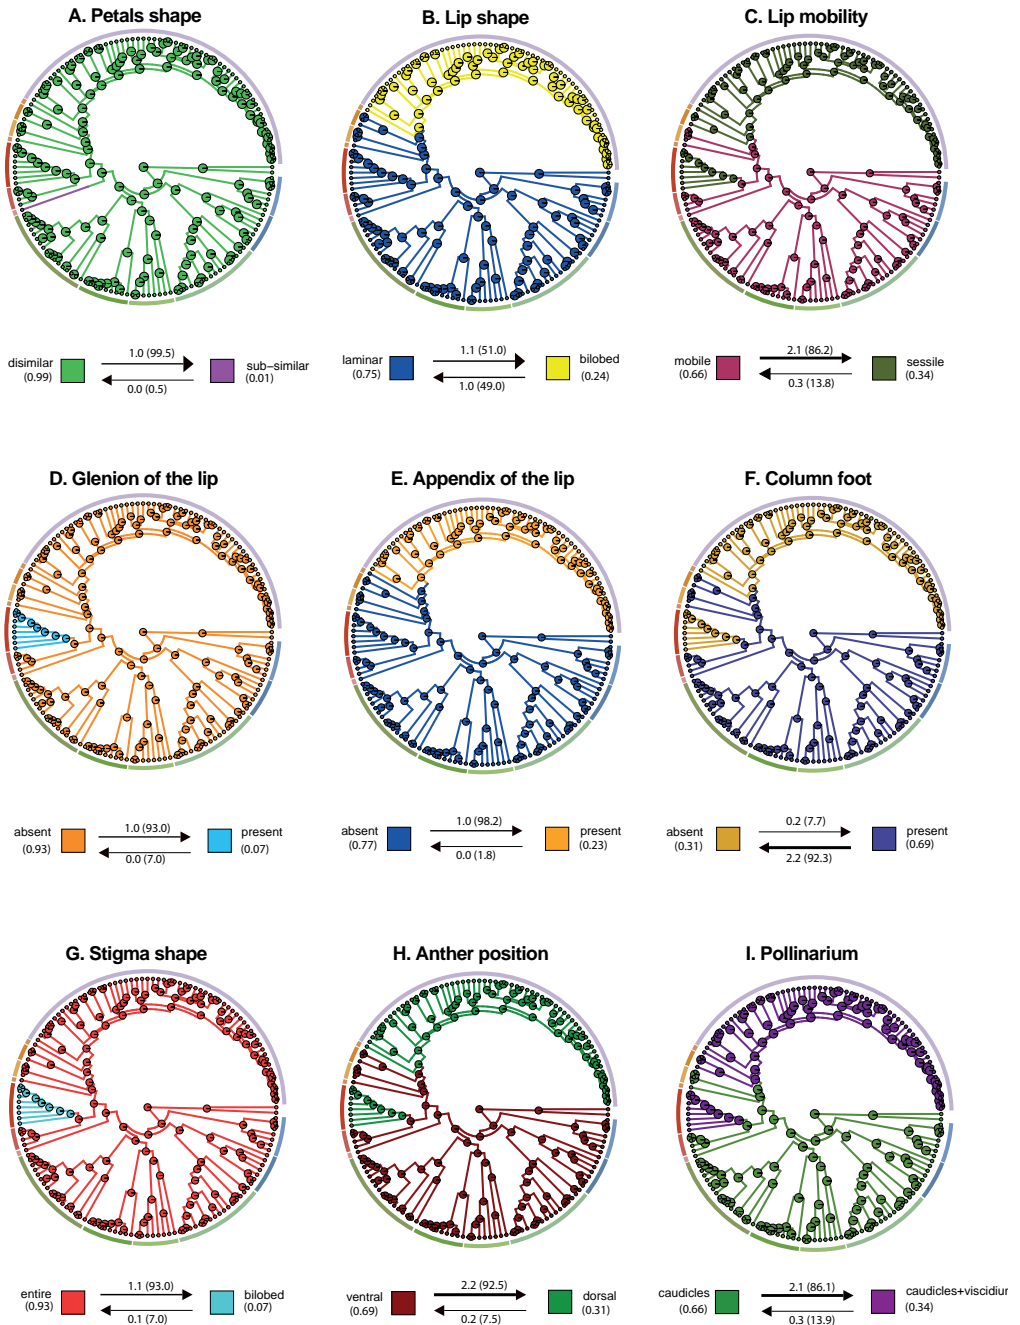 A. Petals shape
B. Lip shape
C. Lip mobility
disimilar
(0.99)
1.0 (99.5)
0.0 (0.5)
sub-similar
(0.01)
laminar
(0.75)
1.1 (51.0)
1.0 (49.0)
bilobed
(0.24)
mobile
(0.66)
2.1 (86.2)
0.3 (13.8)
sessile
(0.34)
D. Glenion of the lip
E. Appendix of the lip
F. Column foot
absent
(0.93)
1.0 (93.0)
0.0 (7.0)
present
(0.07)
absent
(0.77)
1.0 (98.2)
0.0 (1.8)
present
(0.23)
absent
(0.31)
0.2 (7.7)
2.2 (92.3)
present
(0.69)
G. Stigma shape
H. Anther position
I. Pollinarium
entire
(0.93)
1.1 (93.0)
0.1 (7.0)
bilobed
(0.07)
ventral
(0.69)
2.2 (92.5)
0.2 (7.5)
dorsal
(0.31)
caudicles
(0.66)
2.1 (86.1)
0.3 (13.9)
caudicles+viscidiur
(0.34)